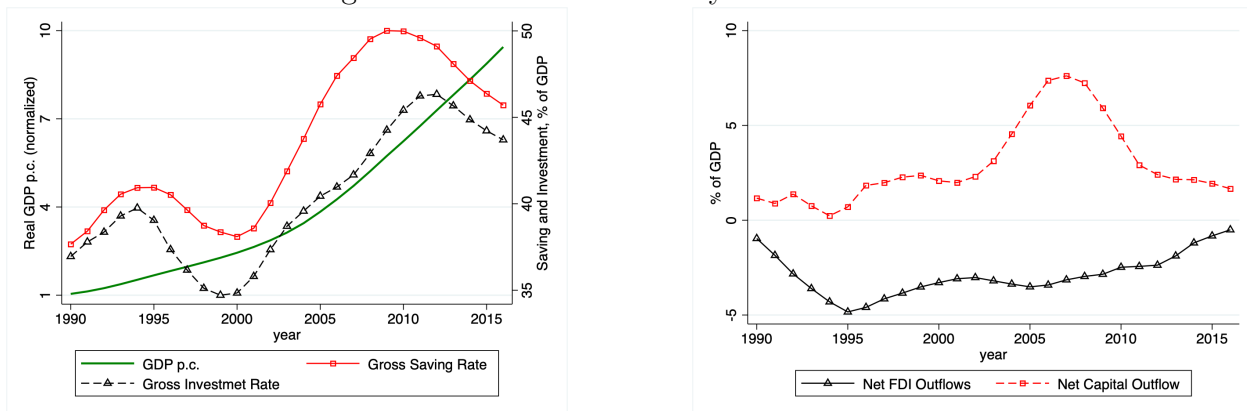 Real GDP p.c. (normalized)
10
7
4
1
50
45
40
35
Saving and Investment, % of GDP
1990 1995 2000 2005 2010 2015
year
GDP p.c. Gross Saving Rate
Gross Investmet Rate
% of GDP
10
5
0
-5
1990 1995 2000 2005 2010 2015
year
Net FDI Outflows Net Capital Outflow